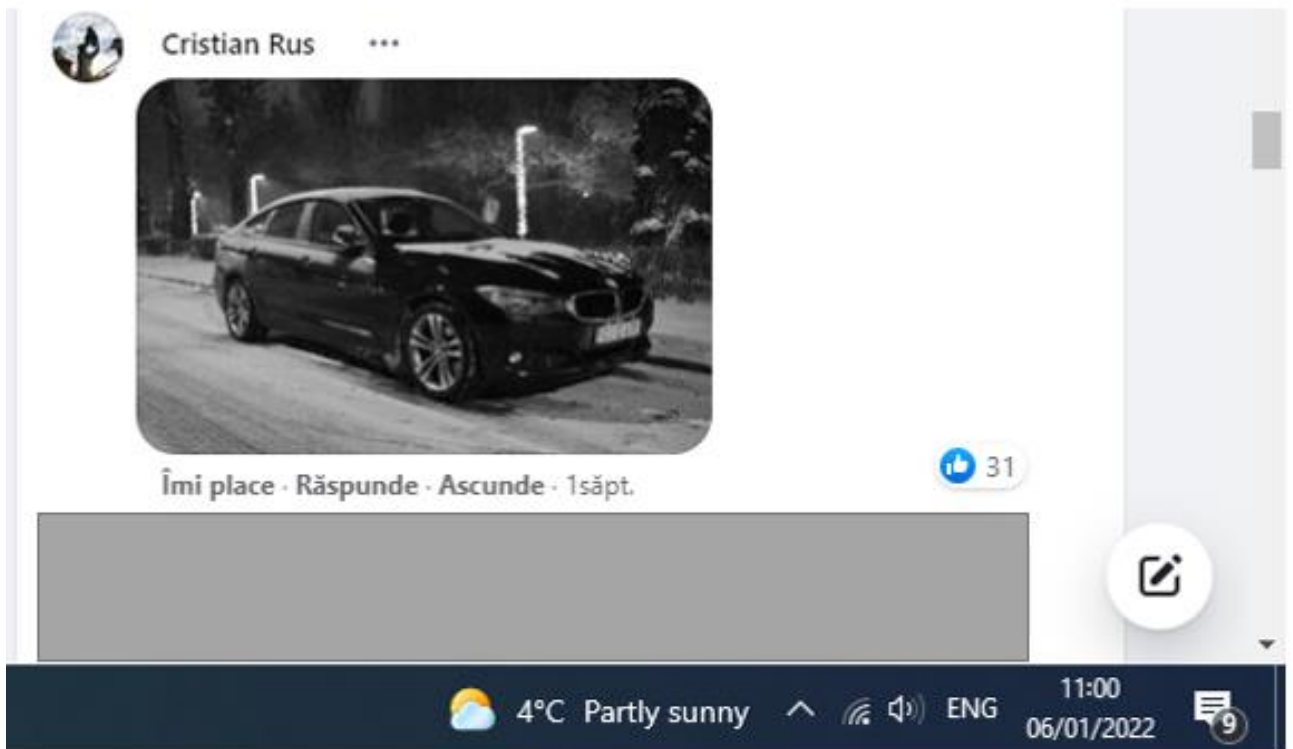 Cristian Rus ...
Îmi place · Răspunde · Ascunde · 1săpt.
31
4°C Partly sunny
ENG
11:00
06/01/2022
9